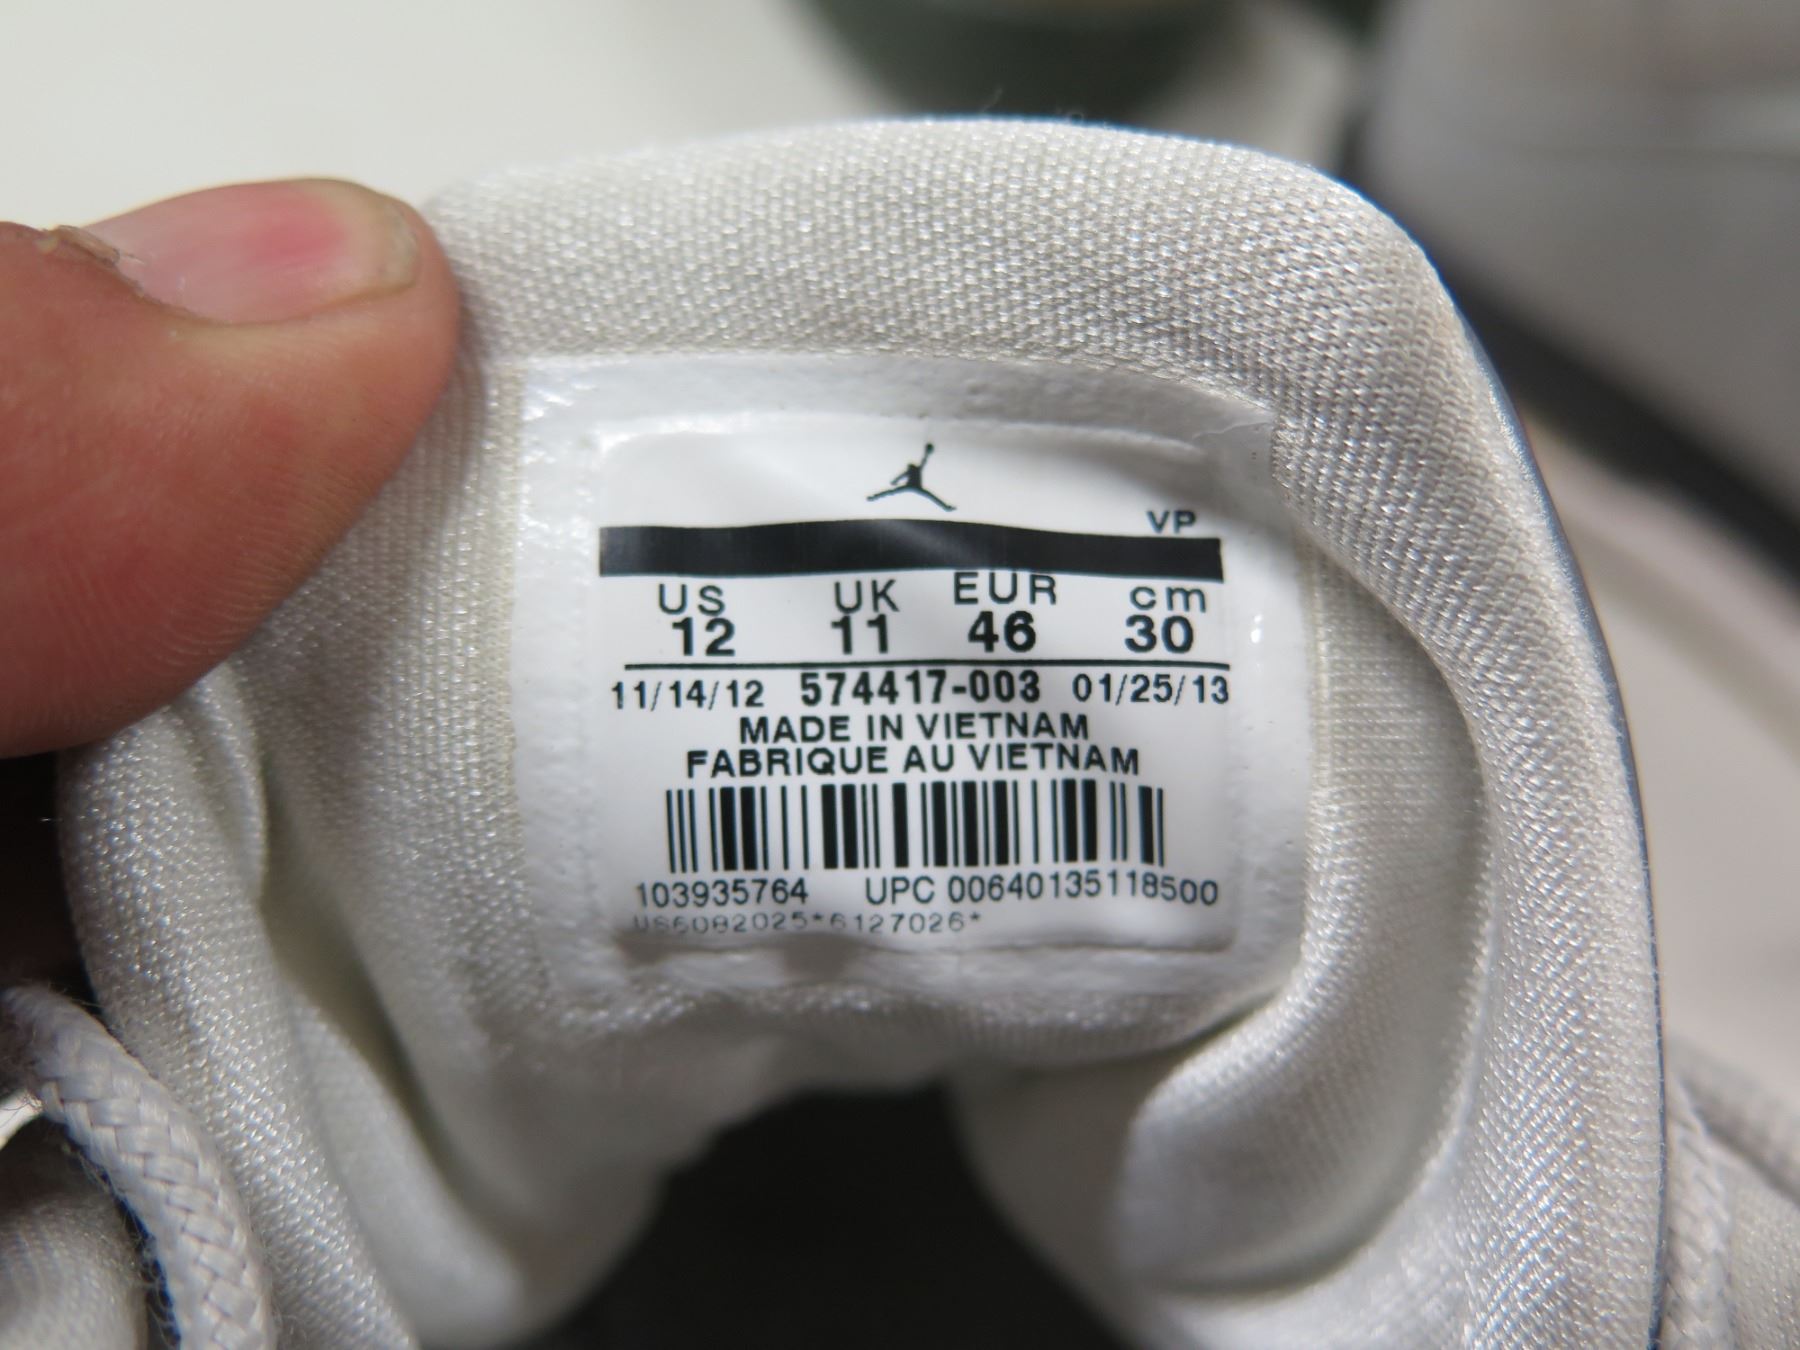 VP
US UK EUR cm
12 11 46 30
11/14/12 574417-003 01/25/13
MADE IN VIETNAM
FABRIQUE AU VIETNAM
103935764 UPC 00640135118500
US6092025*6127026*